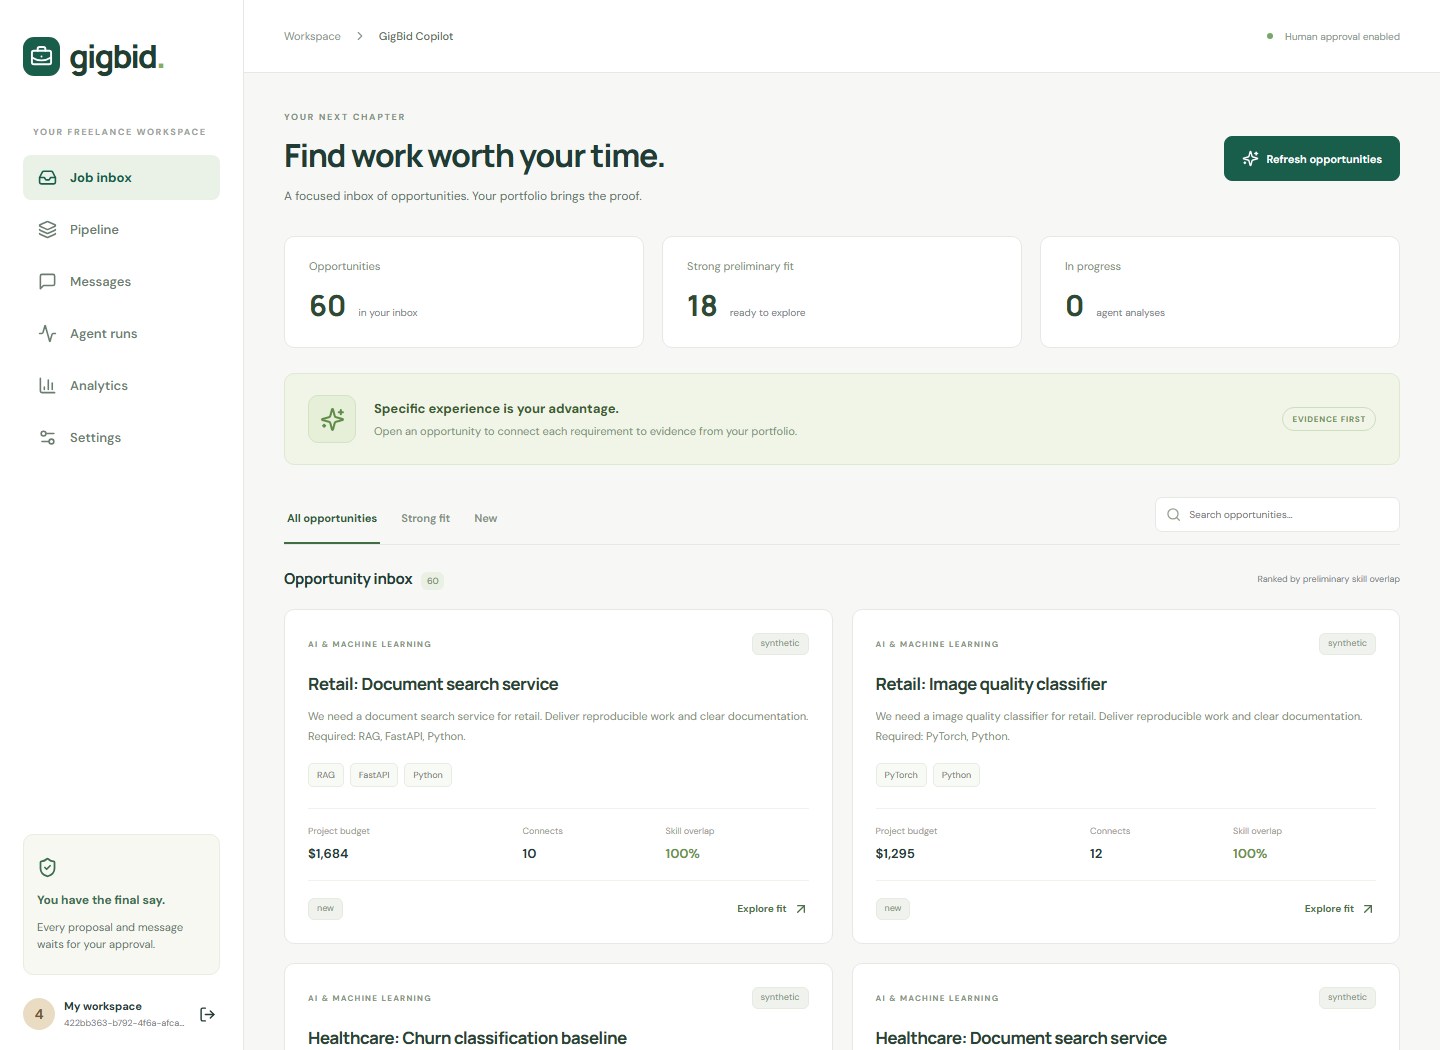 gigbid.
YOUR FREELANCE WORKSPACE
Job inbox
Pipeline
Messages
Agent runs
Analytics
Settings
You have the final say.
Every proposal and message
waits for your approval.
4
My workspace
422bb363-b792-4f6a-afca...
Workspace
GigBid Copilot
Human approval enabled
YOUR NEXT CHAPTER
Find work worth your time.
A focused inbox of opportunities. Your portfolio brings the proof.
Refresh opportunities
Opportunities
60 in your inbox
Strong preliminary fit
18 ready to explore
In progress
0 agent analyses
Specific experience is your advantage.
Open an opportunity to connect each requirement to evidence from your portfolio.
EVIDENCE FIRST
All opportunities
Strong fit
New
Search opportunities...
Opportunity inbox 60
Ranked by preliminary skill overlap
AI & MACHINE LEARNING
synthetic
Retail: Document search service
We need a document search service for retail. Deliver reproducible work and clear documentation.
Required: RAG, FastAPI, Python.
RAG FastAPI Python
Project budget Connects Skill overlap
$1,684 10 100%
new
Explore fit
AI & MACHINE LEARNING
synthetic
Retail: Image quality classifier
We need a image quality classifier for retail. Deliver reproducible work and clear documentation.
Required: PyTorch, Python.
PyTorch Python
Project budget Connects Skill overlap
$1,295 12 100%
new
Explore fit
AI & MACHINE LEARNING
synthetic
Healthcare: Churn classification baseline
AI & MACHINE LEARNING
synthetic
Healthcare: Document search service